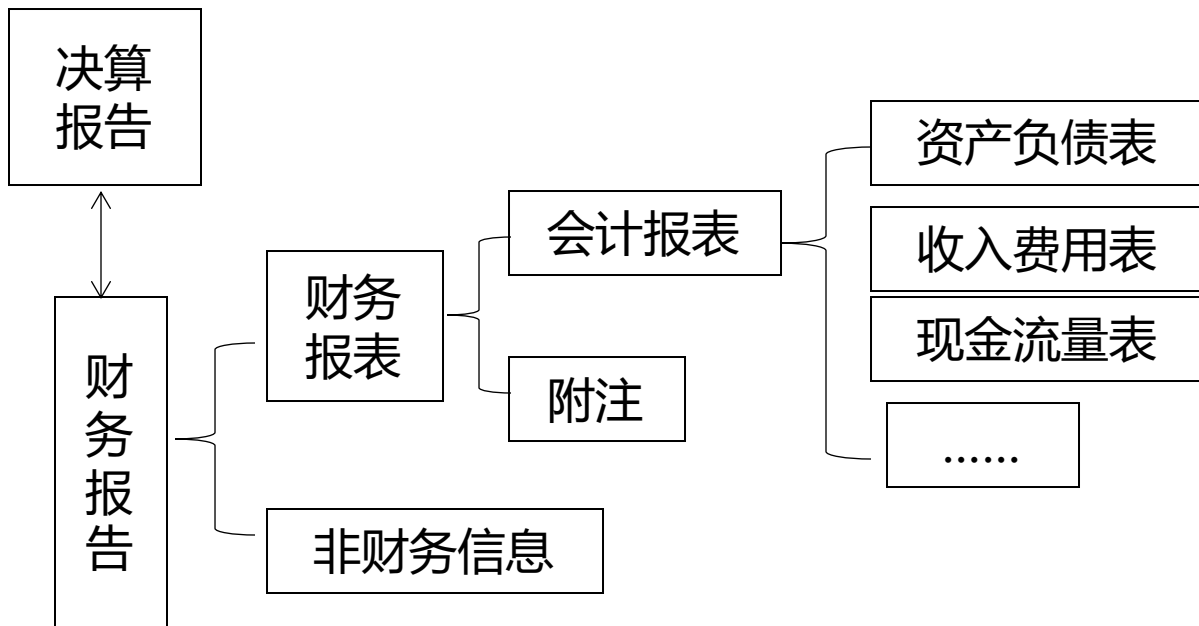 决算
报告
财
务
报
告
财务
报表
非财务信息
会计报表
附注
资产负债表
收入费用表
现金流量表
……